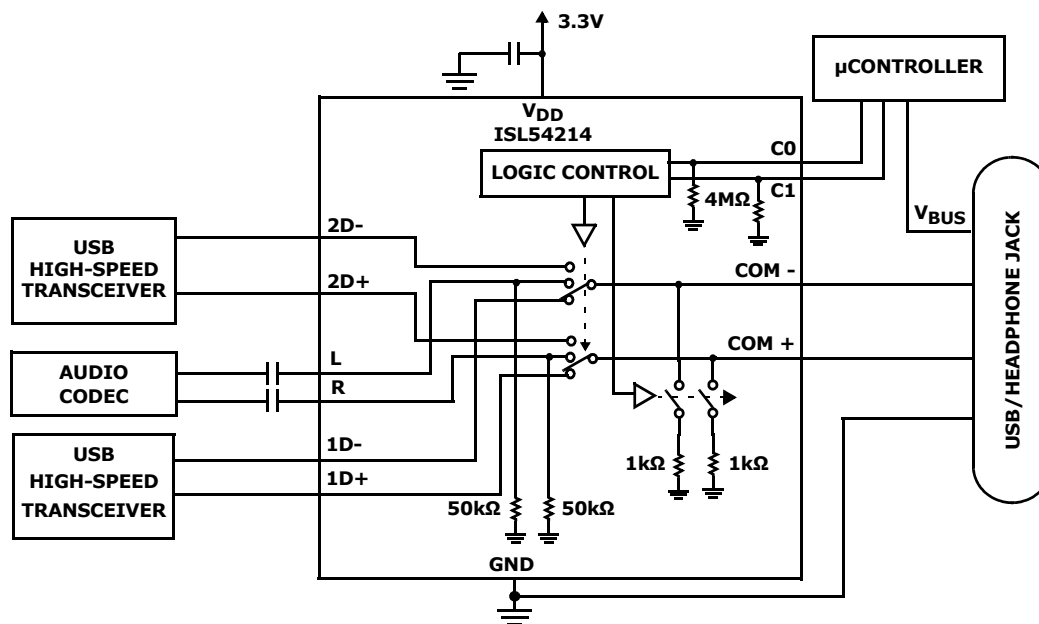 3.3V
µCONTROLLER
VDD
ISL54214
LOGIC CONTROL
C0
C1
4MΩ
VBUS
USB
HIGH-SPEED
TRANSCEIVER
2D-
2D+
COM -
COM +
AUDIO
CODEC
L
R
USB/HEADPHONE JACK
USB
HIGH-SPEED
TRANSCEIVER
1D-
1D+
50kΩ
50kΩ
1kΩ
1kΩ
GND